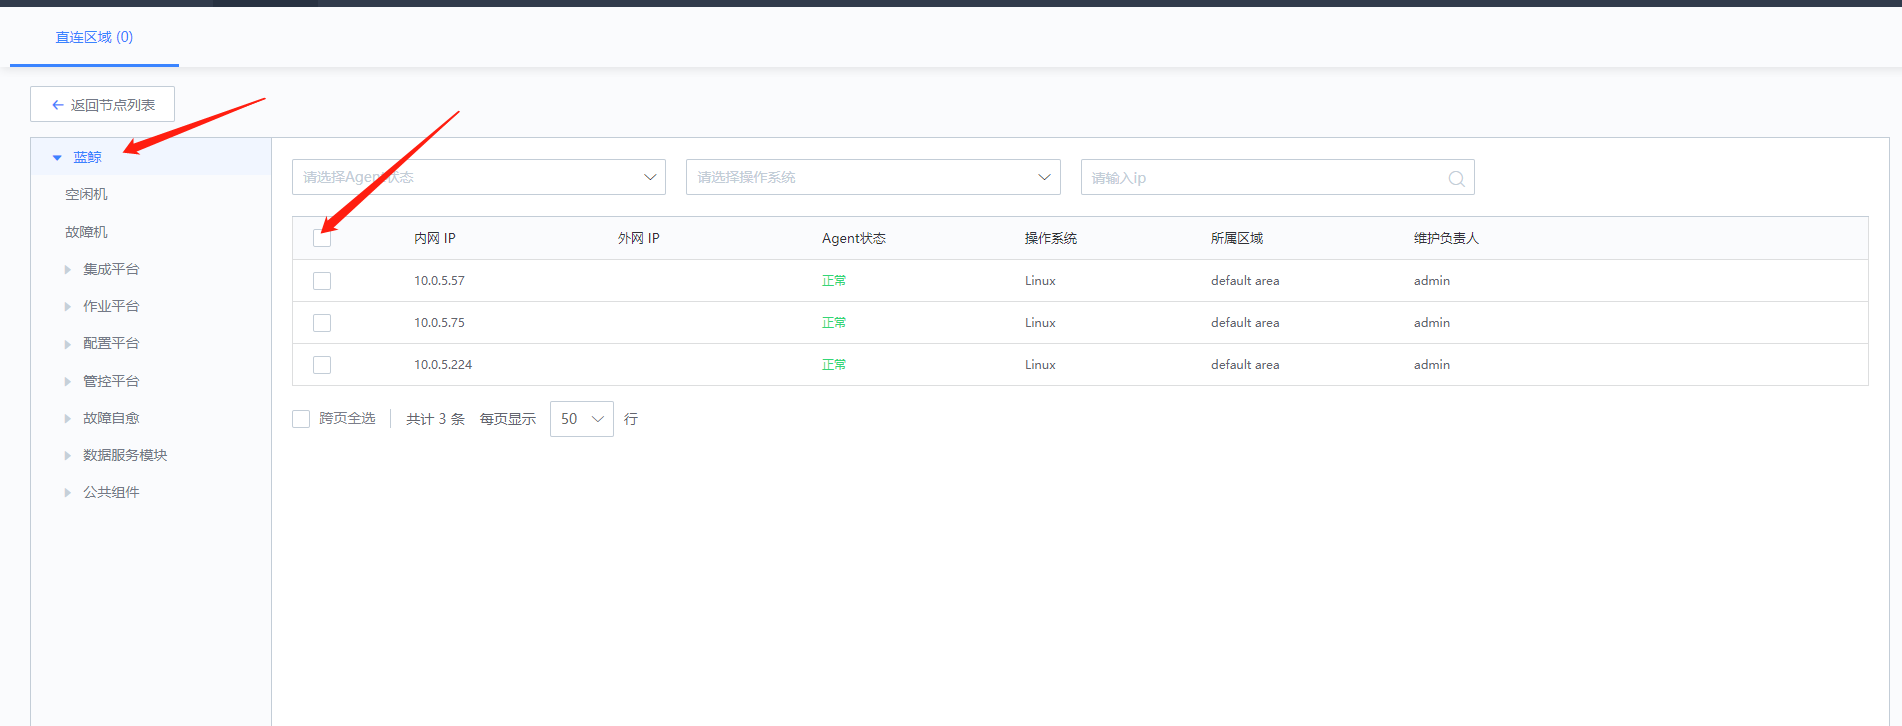 直连区域 (0)
返回节点列表
蓝鲸
空闲机
故障机
集成平台
作业平台
配置平台
管控平台
故障自愈
数据服务模块
公共组件
请选择Agent状态 请选择操作系统 请输入ip
内网 IP 外网 IP Agent状态 操作系统 所属区域 维护负责人
10.0.5.57 正常 Linux default area admin
10.0.5.75 正常 Linux default area admin
10.0.5.224 正常 Linux default area admin
跨页全选 共计 3 条 每页显示 50 行